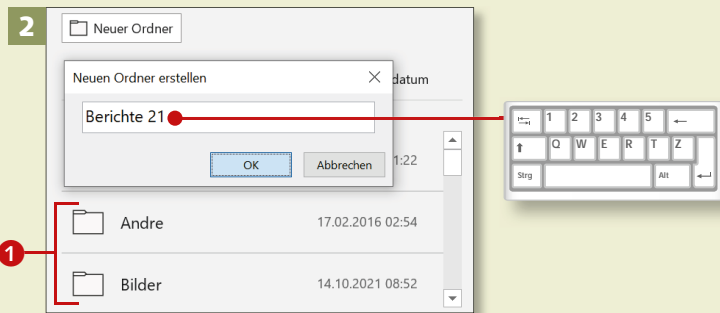 2
Neuer Ordner
Neuen Ordner erstellen
datum
Berichte 21
OK
Abbrechen
1:22
1
Andre
17.02.2016 02:54
Bilder
14.10.2021 08:52
1 2 3 4 5
Q W E R T Z
Strg
Alt